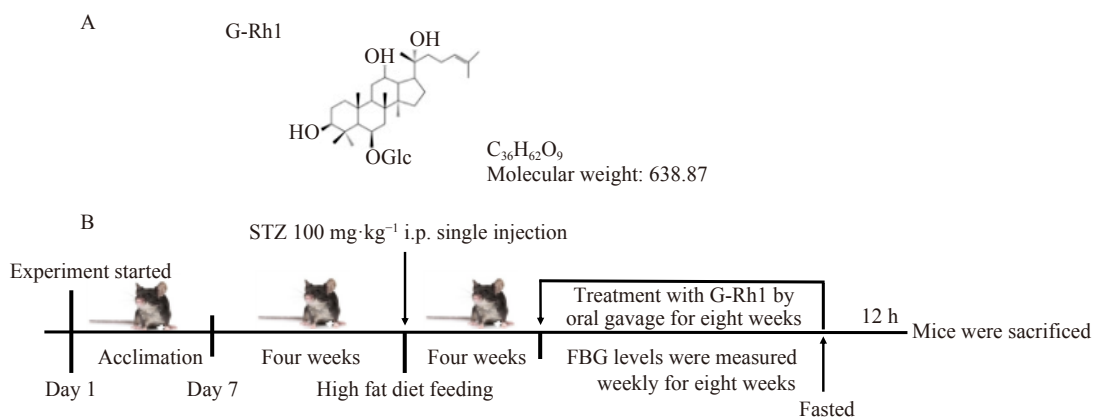 A
G-Rh1
OH
OH
HO
OGlc
C₃₆H₆₂O₉
Molecular weight: 638.87
B
STZ 100 mg·kg⁻¹ i.p. single injection
Experiment started
Treatment with G-Rh1 by
oral gavage for eight weeks
12 h
Mice were sacrificed
Acclimation
Four weeks
Four weeks
FBG levels were measured
weekly for eight weeks
Day 1
Day 7
High fat diet feeding
Fasted